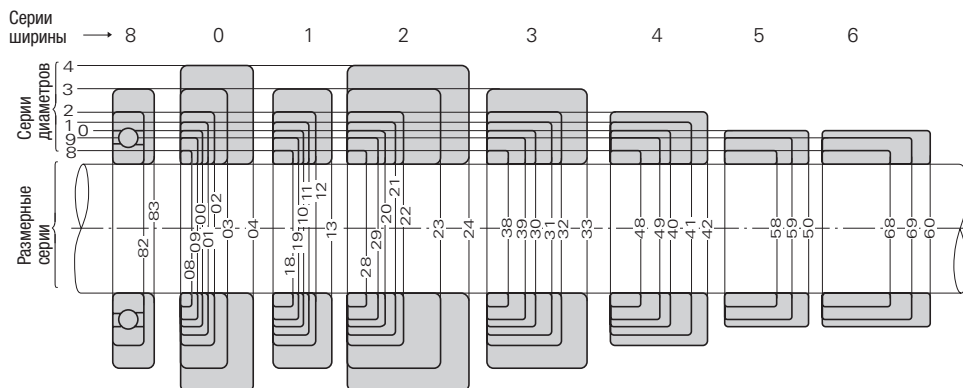 Серии
ширины → 8 0 1 2 3 4 5 6
Серии диаметров
4
3
2
1
0
9
8
Размерные серии
82 83
08 09 00 01 02 03 04
18 19 10 11 12 13
28 29 20 21 22 23 24
38 39 30 31 32 33
48 49 40 41 42
58 59 50
68 69 60